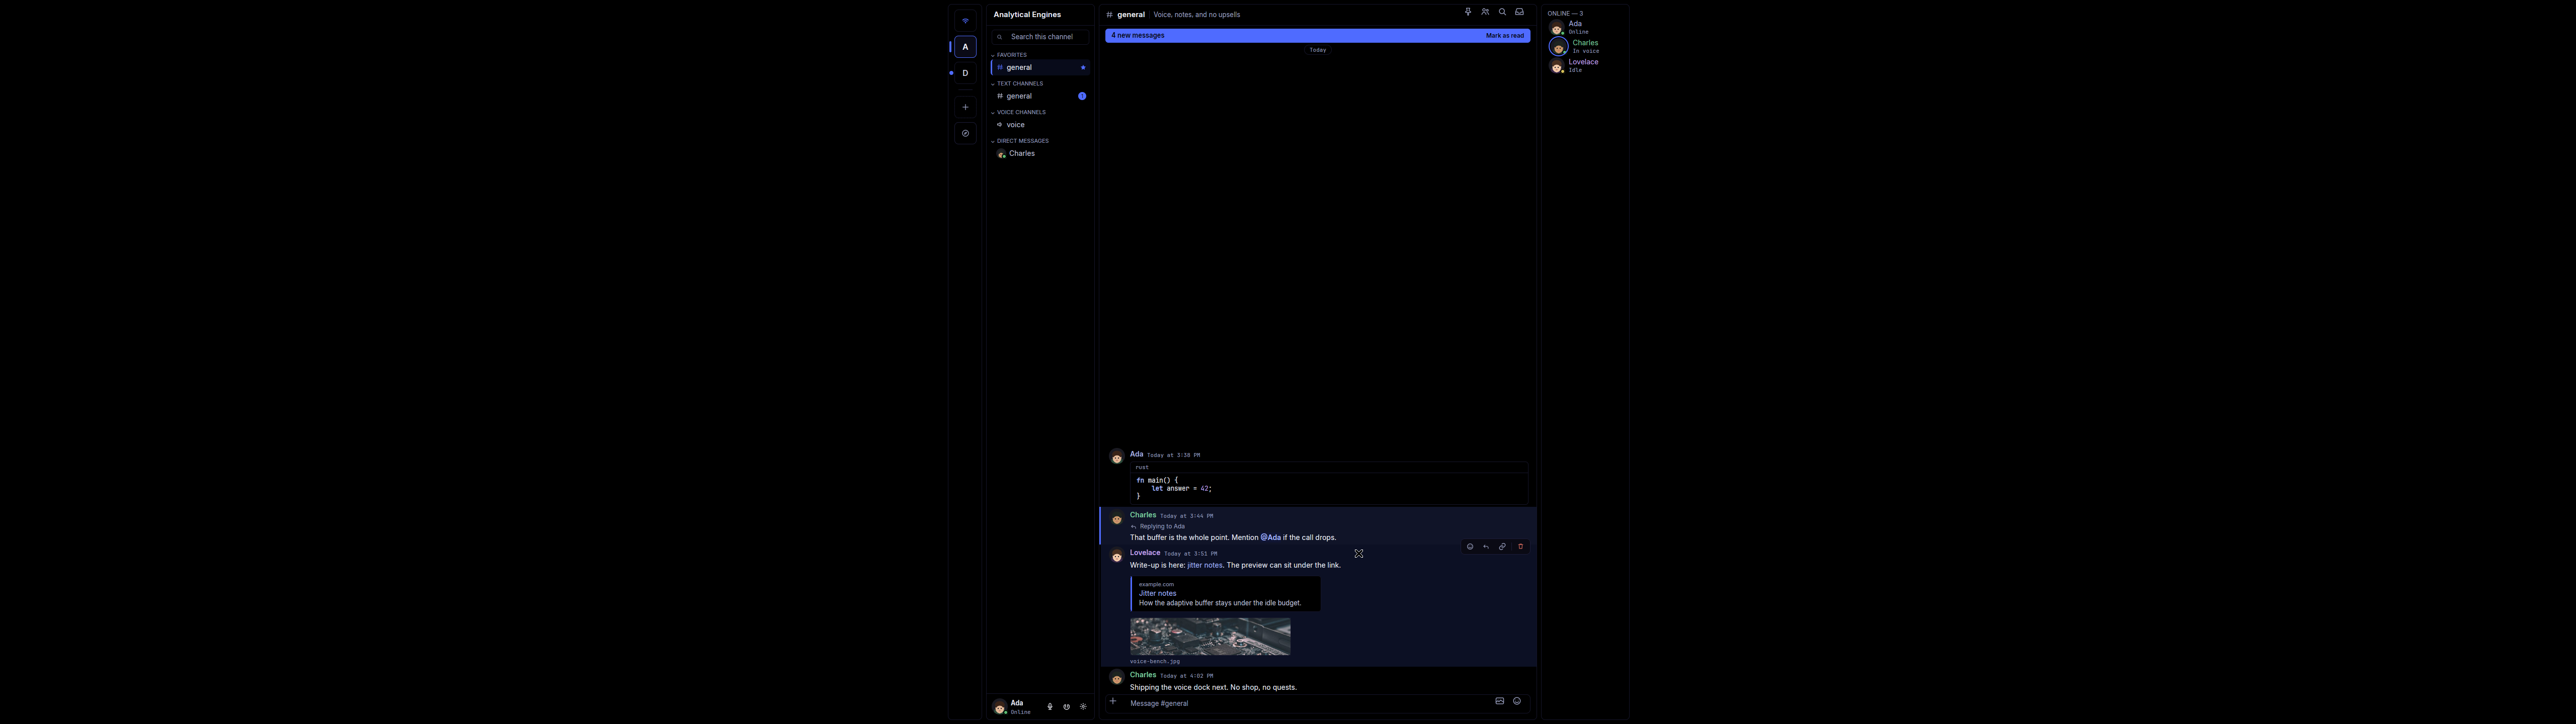 Analytical Engines
A
D
Search this channel
FAVORITES
general
TEXT CHANNELS
general
1
VOICE CHANNELS
voice
DIRECT MESSAGES
Charles
Ada
Online
# general
Voice, notes, and no upsells
4 new messages
Mark as read
Today
Ada Today at 3:38 PM
rust
fn main() {
    let answer = 42;
}
Charles Today at 3:44 PM
Replying to Ada
That buffer is the whole point. Mention @Ada if the call drops.
Lovelace Today at 3:51 PM
Write-up is here: jitter notes. The preview can sit under the link.
example.com
Jitter notes
How the adaptive buffer stays under the idle budget.
voice-bench.jpg
Charles Today at 4:02 PM
Shipping the voice dock next. No shop, no quests.
Message #general
ONLINE — 3
Ada
Online
Charles
In voice
Lovelace
Idle